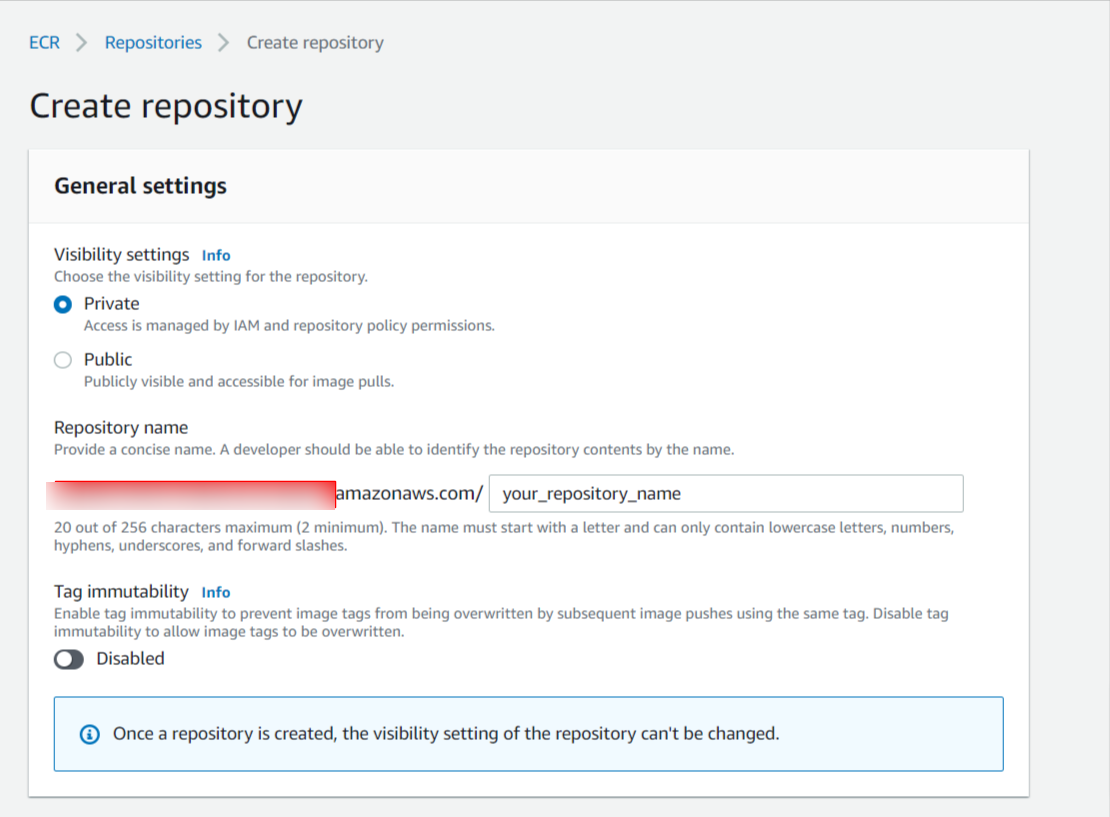 ECR > Repositories > Create repository
Create repository
General settings
Visibility settings Info
Choose the visibility setting for the repository.
Private
Access is managed by IAM and repository policy permissions.
Public
Publicly visible and accessible for image pulls.
Repository name
Provide a concise name. A developer should be able to identify the repository contents by the name.
amazonaws.com/ your_repository_name
20 out of 256 characters maximum (2 minimum). The name must start with a letter and can only contain lowercase letters, numbers,
hyphens, underscores, and forward slashes.
Tag immutability Info
Enable tag immutability to prevent image tags from being overwritten by subsequent image pushes using the same tag. Disable tag
immutability to allow image tags to be overwritten.
Disabled
Once a repository is created, the visibility setting of the repository can't be changed.